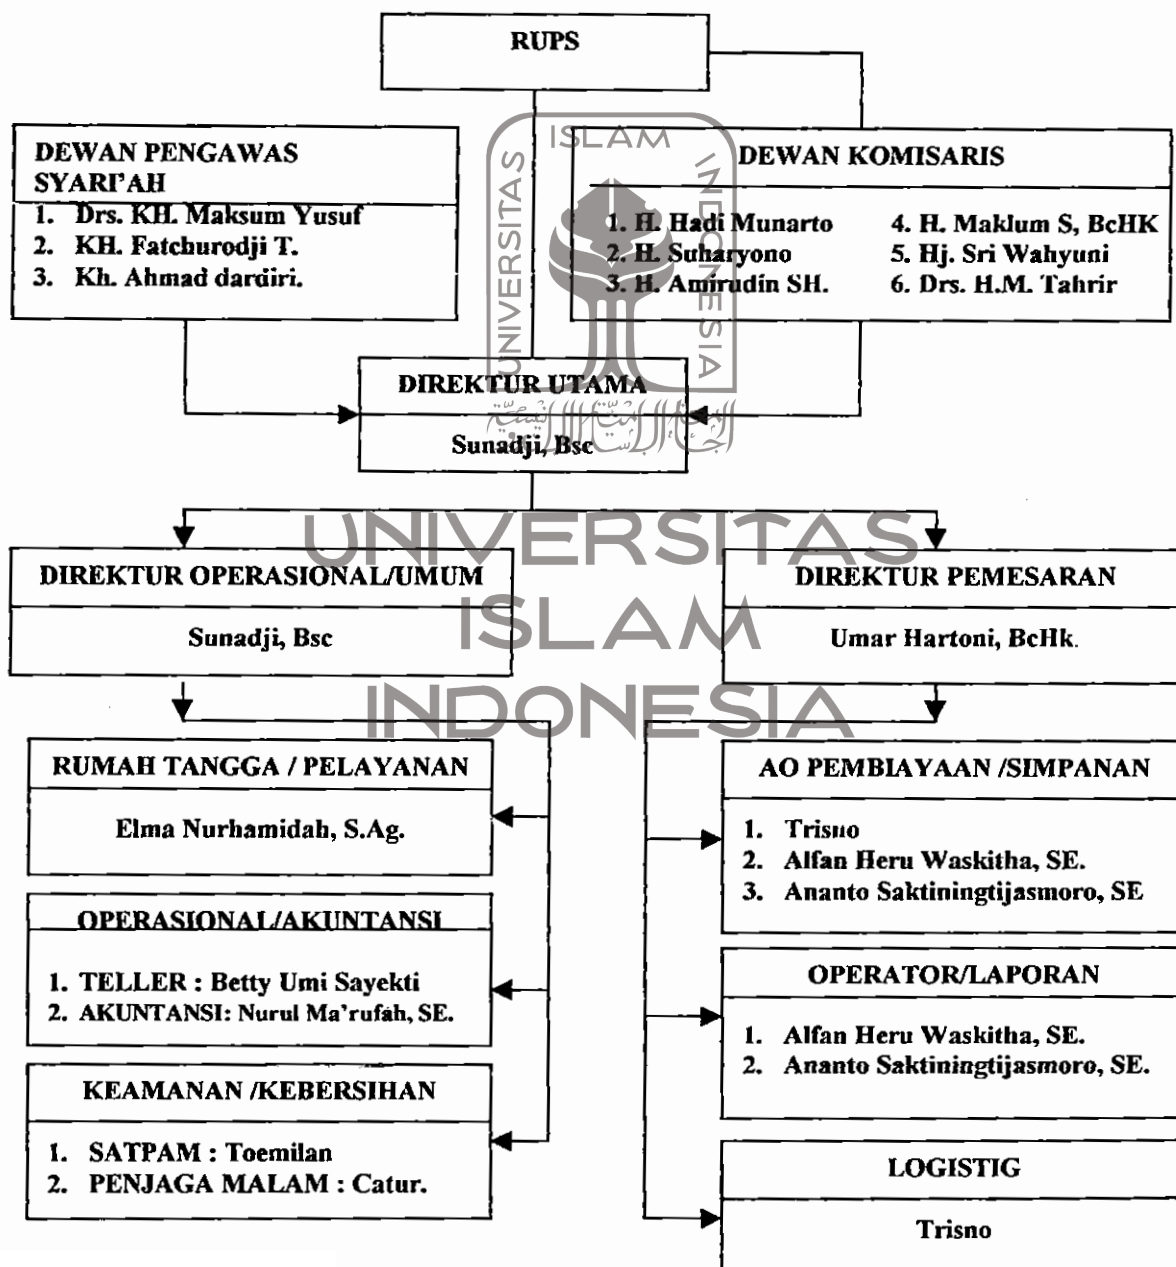 RUPS
DEWAN PENGAWAS
SYARI'AH
1. Drs. KH. Maksum Yusuf
2. KH. Fatchurodji T.
3. Kh. Ahmad dardiri.
DEWAN KOMISARIS
1. H. Hadi Munarto
2. H. Suharyono
3. H. Amirudin SH.
4. H. Maklum S, BcHK
5. Hj. Sri Wahyuni
6. Drs. H.M. Tahrir
UNIVERSITAS
ISLAM
INDONESIA
DIREKTUR UTAMA
Sunadji, Bsc
UNIVERSITAS
ISLAM
INDONESIA
DIREKTUR OPERASIONAL/UMUM
Sunadji, Bsc
DIREKTUR PEMESARAN
Umar Hartoni, BcHk.
RUMAH TANGGA / PELAYANAN
Elma Nurhamidah, S.Ag.
OPERASIONAL/AKUNTANSI
1. TELLER : Betty Umi Sayekti
2. AKUNTANSI: Nurul Ma'rufah, SE.
KEAMANAN /KEBERSIHAN
1. SATPAM : Toemilan
2. PENJAGA MALAM : Catur.
AO PEMBIAYAAN /SIMPANAN
1. Trisno
2. Alfan Heru Waskitha, SE.
3. Ananto Saktiningtijasmoro, SE
OPERATOR/LAPORAN
1. Alfan Heru Waskitha, SE.
2. Ananto Saktiningtijasmoro, SE.
LOGISTIG
Trisno